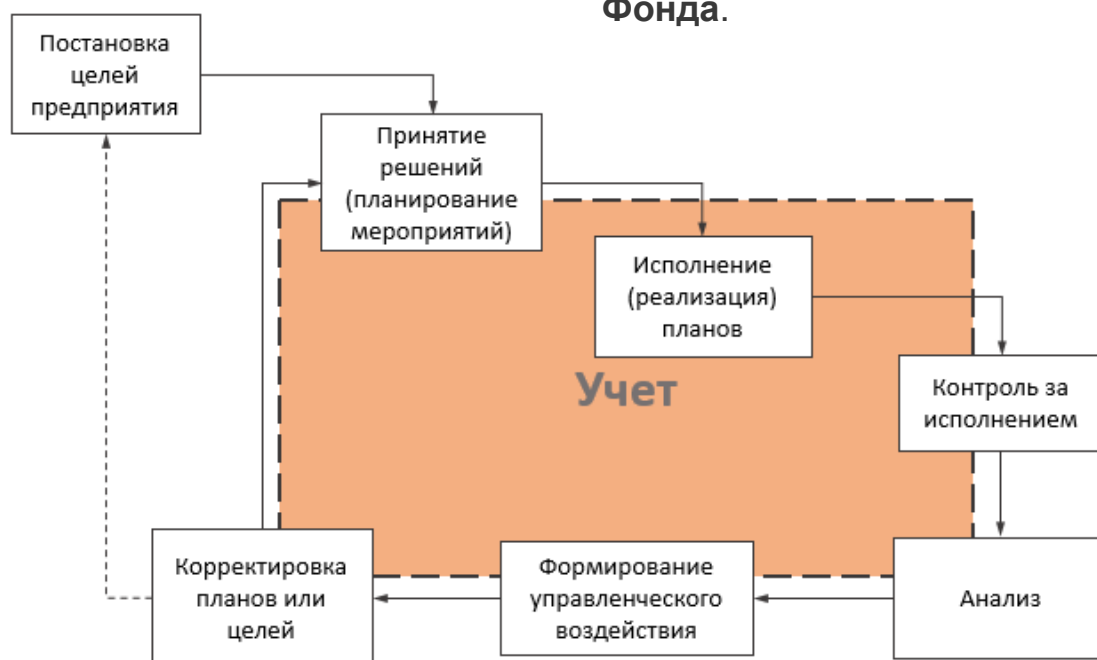 Фонда.
Постановка
целей
предприятия
Принятие
решений
(планирование
мероприятий)
Исполнение
(реализация)
планов
Учет
Контроль за
исполнением
Корректировка
планов или
целей
Формирование
управленческого
воздействия
Анализ